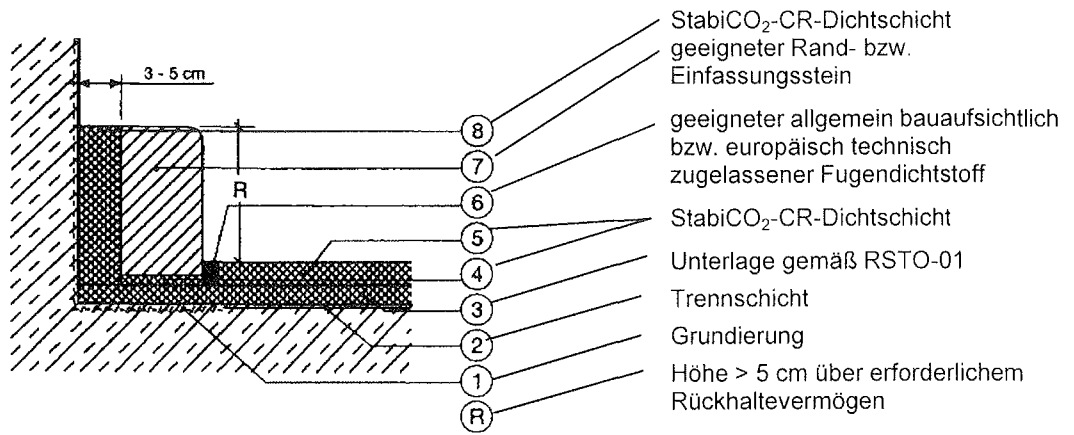 StabiCO₂-CR-Dichtschicht
geeigneter Rand- bzw.
Einfassungsstein
geeigneter allgemein bauaufsichtlich
bzw. europäisch technisch
zugelassener Fugendichtstoff
StabiCO₂-CR-Dichtschicht
Unterlage gemäß RSTO-01
Trennschicht
Grundierung
Höhe > 5 cm über erforderlichem
Rückhaltevermögen
3 - 5 cm
R
8
7
6
5
4
3
2
1
R